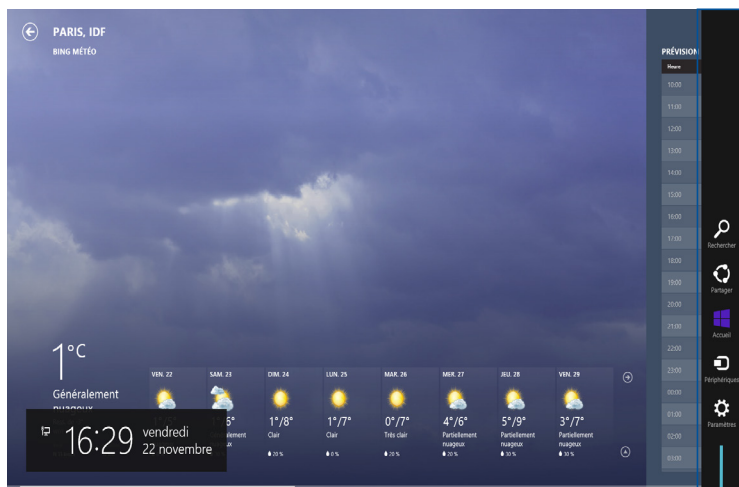 PARIS, IDF
BING MÉTÉO
PRÉVISION
Heure
10:00
11:00
12:00
13:00
14:00
15:00
16:00
17:00
18:00
19:00
20:00
21:00
22:00
23:00
00:00
01:00
02:00
03:00
Rechercher
Partager
Accueil
Périphériques
Paramètres
1°C
Généralement
nuageux
VEN. 22
SAM. 23
6°
20 %
DIM. 24
1°/8°
Clair
20 %
LUN. 25
1°/7°
Clair
0 %
MAR. 26
0°/7°
Très clair
20 %
MER. 27
4°/6°
Partiellement
nuageux
20 %
JEU. 28
5°/9°
Partiellement
nuageux
30 %
VEN. 29
3°/7°
Partiellement
nuageux
30 %
16:29
vendredi
22 novembre